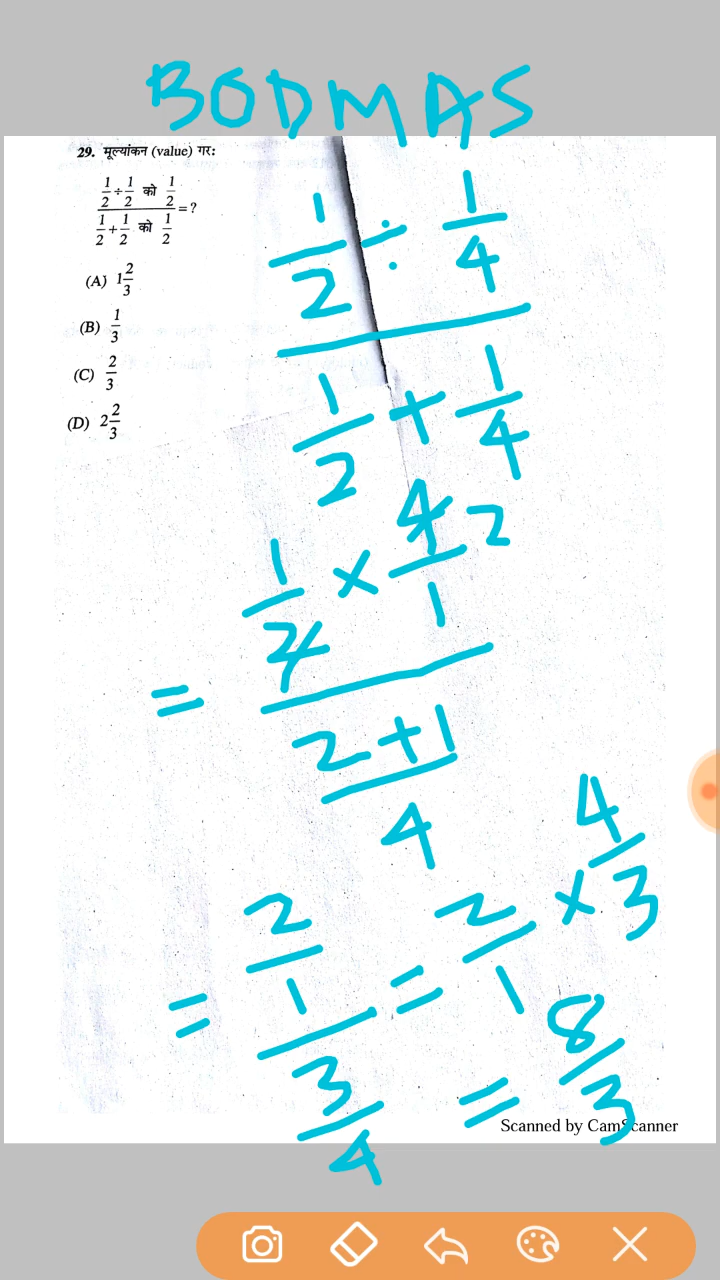 BODMAS
29. मूल्यांकन (value) गर:
1/2 ÷ 1/2 को 1/2
1/2 + 1/2 को 1/2 = ?
(A) 1 2/3
(B) 1/3
(C) 2/3
(D) 2 2/3
1/2 ÷ 1/4
1/2 + 1/4
= 1/2 × 4/1 2
2+1
4
= 2/1
3/4
= 2/1 × 4/3
= 8/3
Scanned by CamScanner